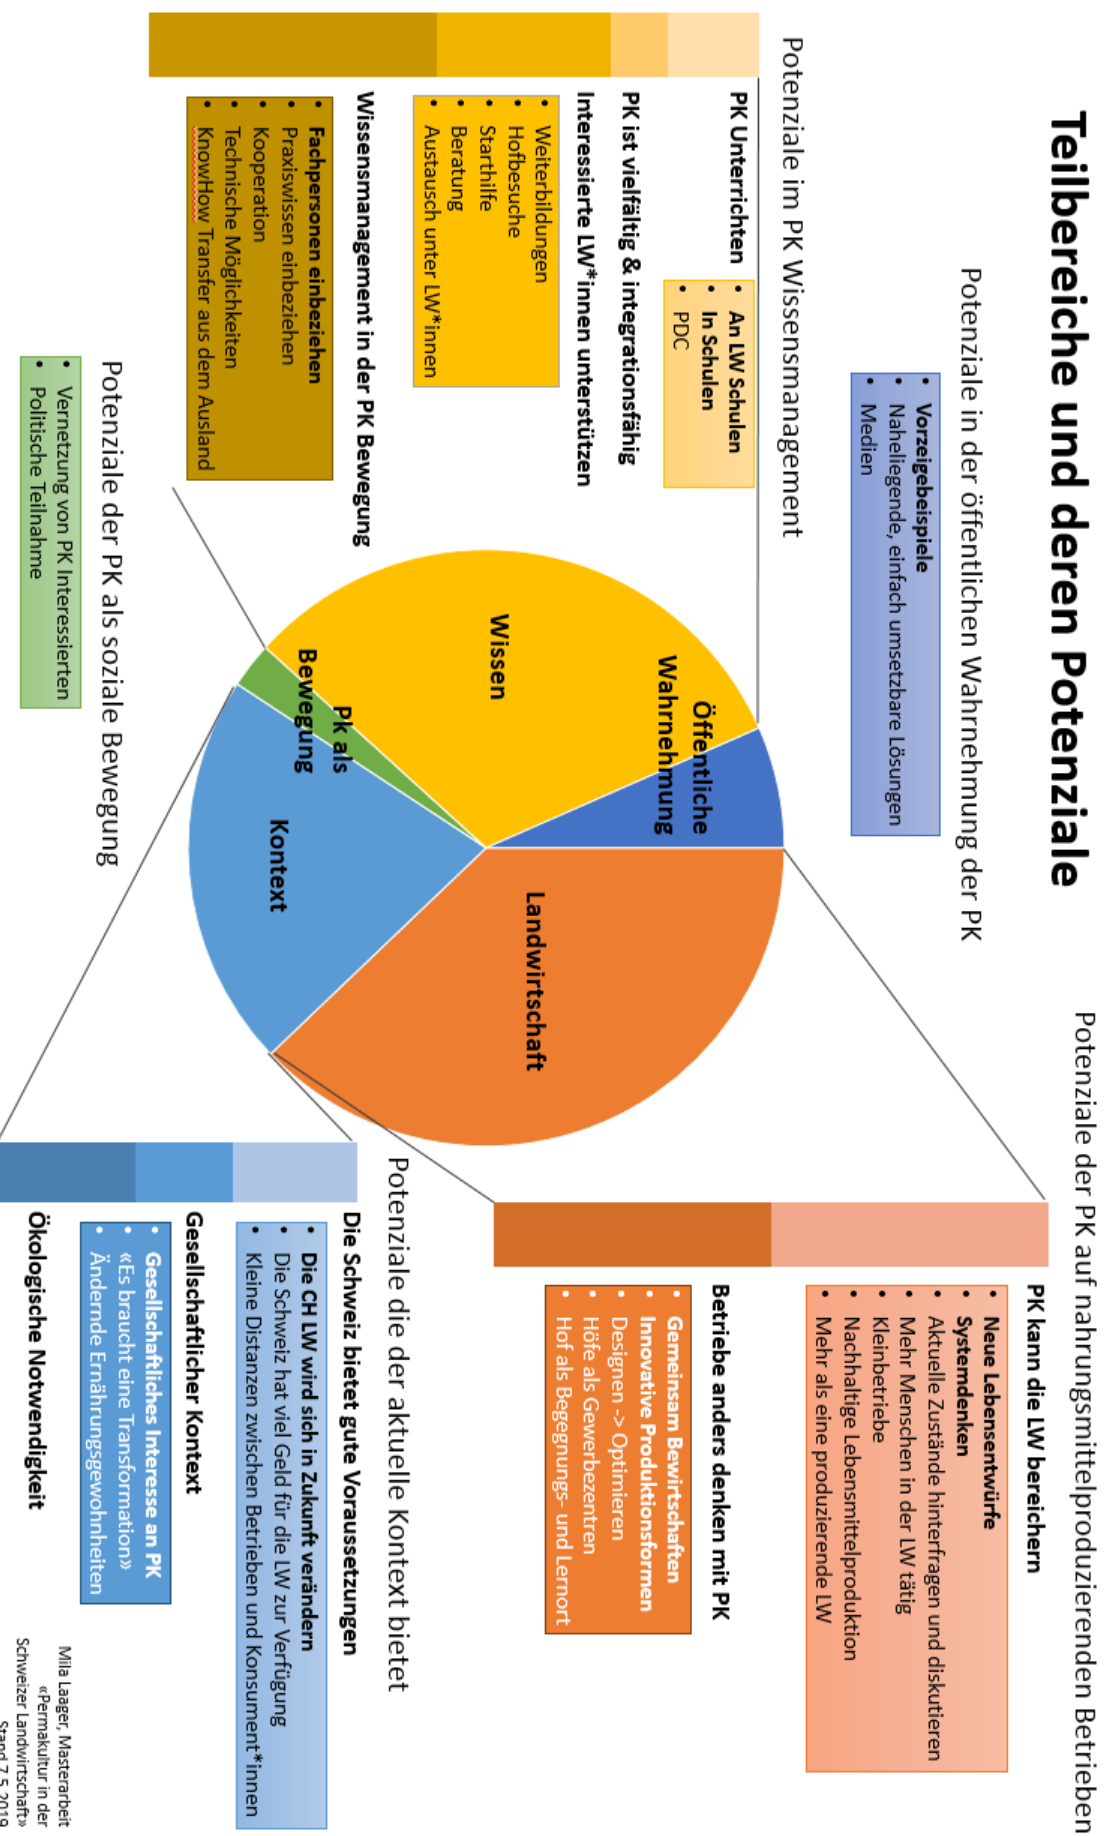 Teilbereiche und deren Potenziale
Potenziale in der öffentlichen Wahrnehmung der PK
• Vorzeigebeispiele
• Naheliegende, einfach umsetzbare Lösungen
• Medien
Potenziale im PK Wissensmanagement
PK Unterrichten
• An LW Schulen
• In Schulen
• PDC
PK ist vielfältig & integrationsfähig
Interessierte LW*innen unterstützen
• Weiterbildungen
• Hofbesuche
• Starthilfe
• Beratung
• Austausch unter LW*innen
Wissensmanagement in der PK Bewegung
• Fachpersonen einbeziehen
• Praxiswissen einbeziehen
• Kooperation
• Technische Möglichkeiten
• KnowHow Transfer aus dem Ausland
Potenziale der PK als soziale Bewegung
• Vernetzung von PK Interessierten
• Politische Teilnahme
Öffentliche
Wahrnehmung
Wissen
Pk als
Bewegung
Kontext
Landwirtschaft
Potenziale der PK auf nahrungsmittelproduzierenden Betrieben
PK kann die LW bereichern
• Neue Lebensentwürfe
• Systemdenken
• Aktuelle Zustände hinterfragen und diskutieren
• Mehr Menschen in der LW tätig
• Kleinbetriebe
• Nachhaltige Lebensmittelproduktion
• Mehr als eine produzierende LW
Betriebe anders denken mit PK
• Gemeinsam Bewirtschaften
• Innovative Produktionsformen
• Designen -> Optimieren
• Höfe als Gewerbezentren
• Hof als Begegnungs- und Lernort
Potenziale die der aktuelle Kontext bietet
Die Schweiz bietet gute Voraussetzungen
• Die CH LW wird sich in Zukunft verändern
• Die Schweiz hat viel Geld für die LW zur Verfügung
• Kleine Distanzen zwischen Betrieben und Konsument*innen
Gesellschaftlicher Kontext
• Gesellschaftliches Interesse an PK
• «Es braucht eine Transformation»
• Ändernde Ernährungsgewohnheiten
Ökologische Notwendigkeit
Mila Laager, Masterarbeit
«Permakultur in der
Schweizer Landwirtschaft»
Stand 7.5.2019